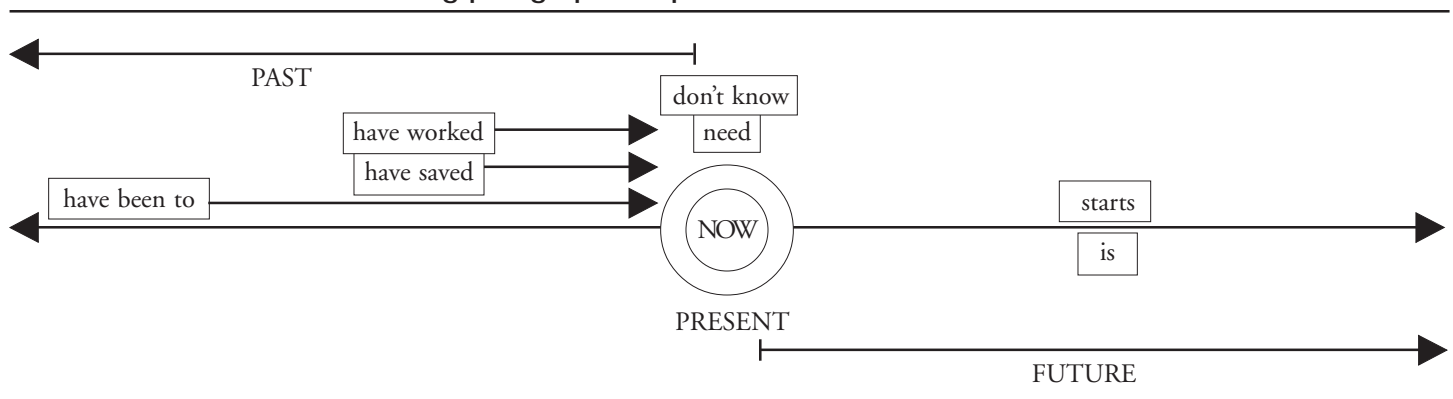 PAST
don't know
have worked
need
have saved
have been to
starts
NOW
is
PRESENT
FUTURE